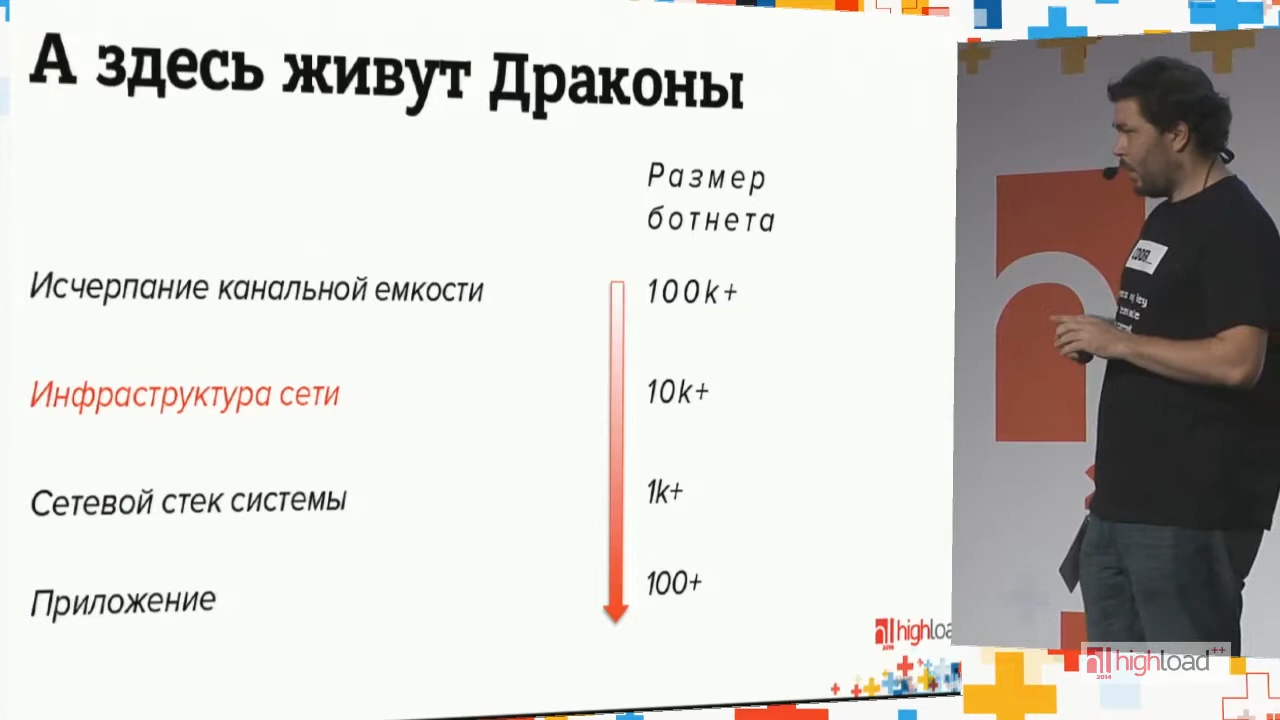 А здесь живут Драконы
Размер
ботнета
Исчерпание канальной емкости 100k+
Инфраструктура сети 10k+
Сетевой стек системы 1k+
Приложение 100+
highload++
2014